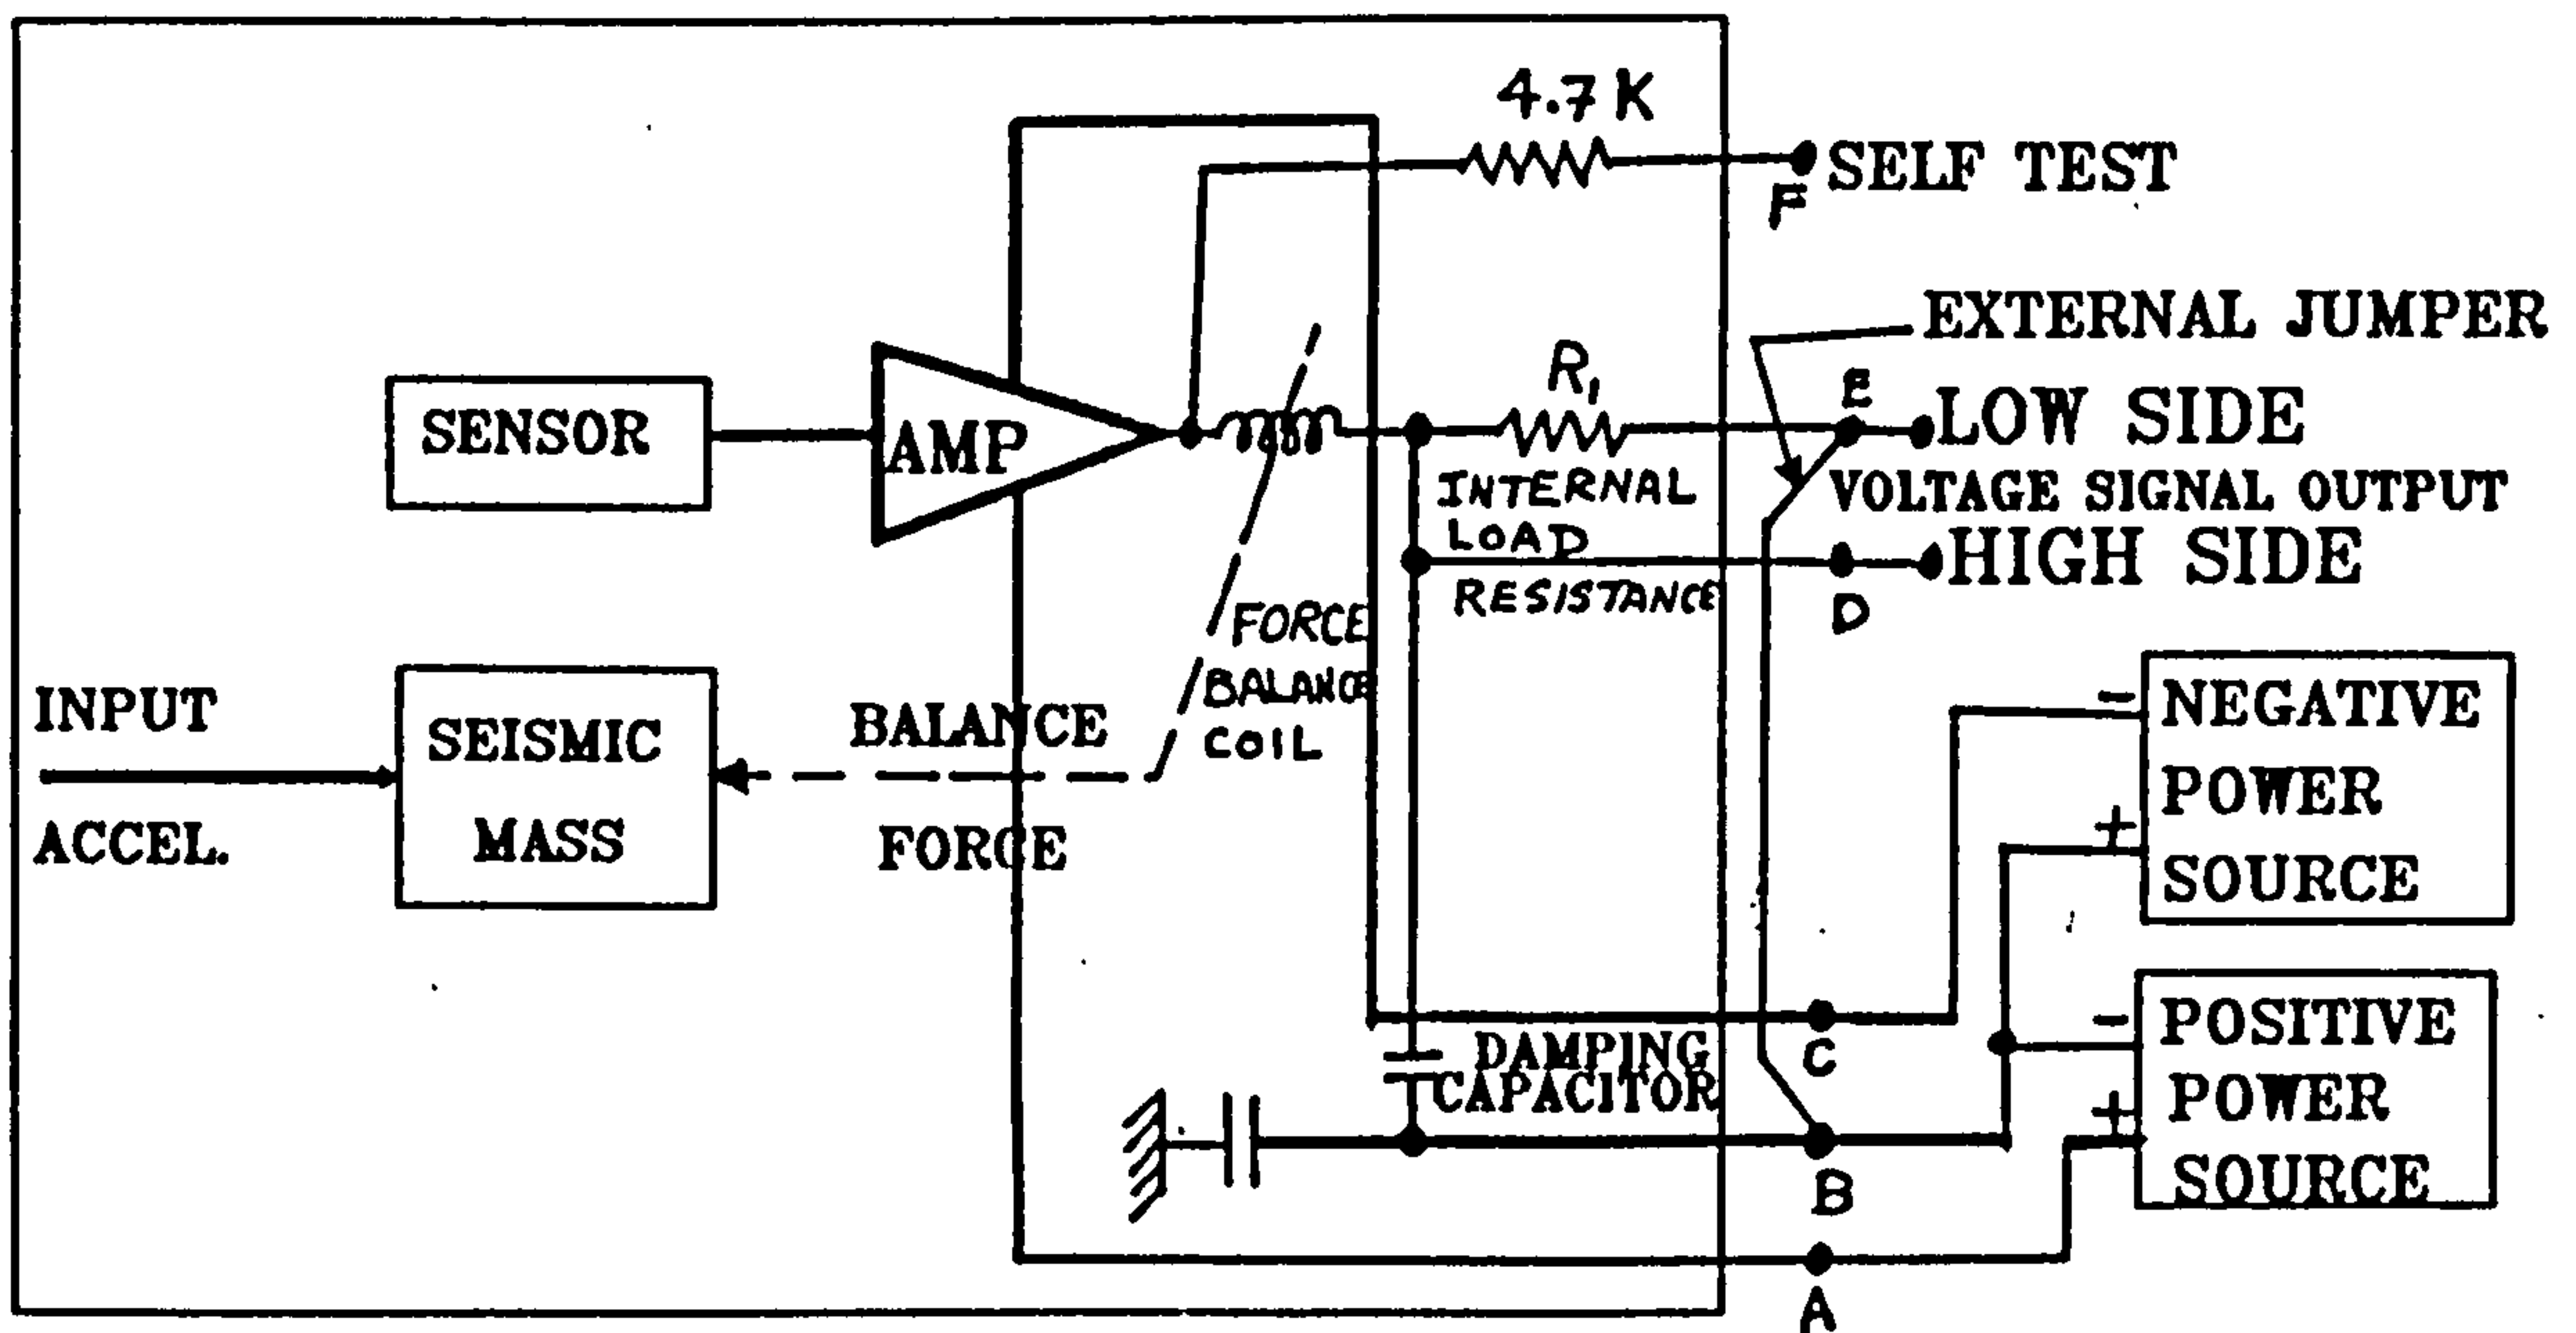 4.7 K
SELF TEST
F
EXTERNAL JUMPER
R1
E
LOW SIDE
SENSOR
AMP
INTERNAL
LOAD
RESISTANCE
VOLTAGE SIGNAL OUTPUT
HIGH SIDE
D
FORCE
BALANCE
COIL
INPUT
ACCEL.
SEISMIC
MASS
BALANCE
FORCE
- NEGATIVE
POWER
+
SOURCE
C
DAMPING
CAPACITOR
- POSITIVE
+ POWER
SOURCE
B
A